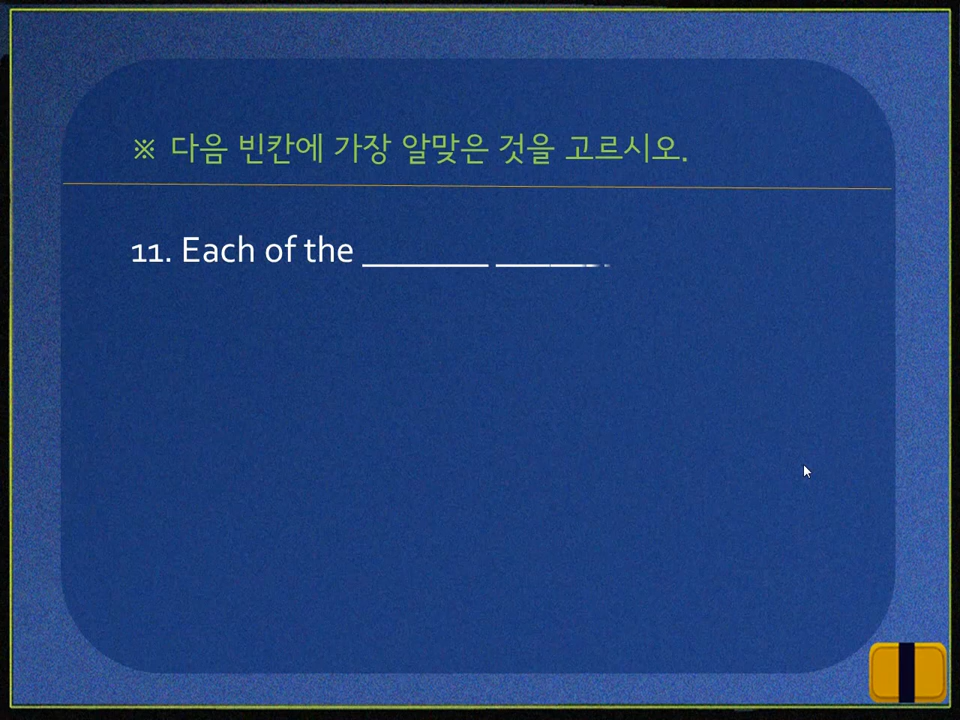 ※ 다음 빈칸에 가장 알맞은 것을 고르시오.
11. Each of the _______ ______